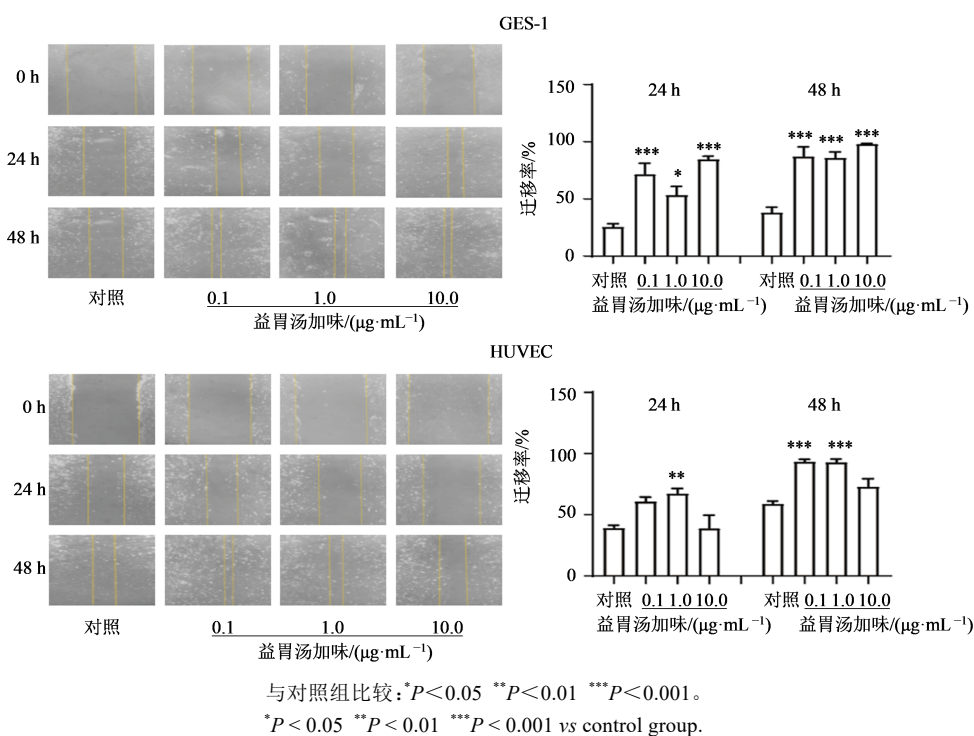 GES-1
0 h
24 h
48 h
对照 0.1 1.0 10.0
益胃汤加味/(μg·mL⁻¹)
迁移率/%
150
100
50
0
24 h 48 h
*** * *** *** *** ***
对照 0.1 1.0 10.0 对照 0.1 1.0 10.0
益胃汤加味/(μg·mL⁻¹) 益胃汤加味/(μg·mL⁻¹)
HUVEC
0 h
24 h
48 h
对照 0.1 1.0 10.0
益胃汤加味/(μg·mL⁻¹)
迁移率/%
150
100
50
0
24 h 48 h
** *** ***
对照 0.1 1.0 10.0 对照 0.1 1.0 10.0
益胃汤加味/(μg·mL⁻¹) 益胃汤加味/(μg·mL⁻¹)
与对照组比较:*P<0.05 **P<0.01 ***P<0.001。
*P < 0.05 **P < 0.01 ***P < 0.001 vs control group.